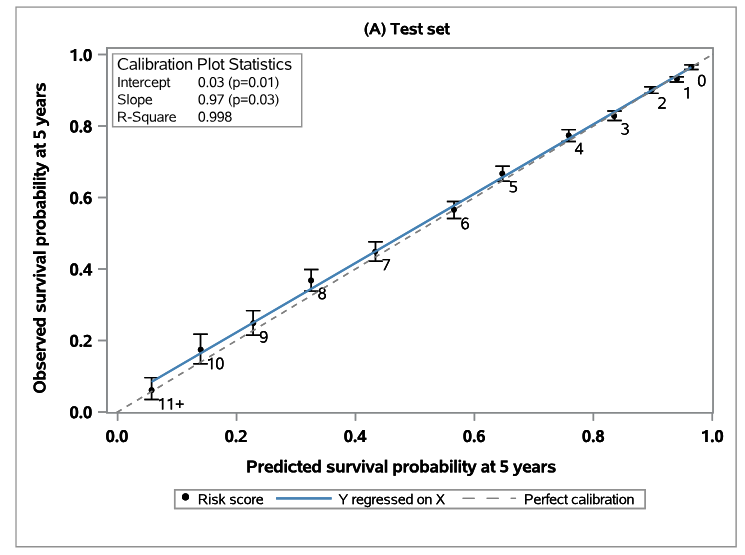 (A) Test set
Calibration Plot Statistics
Intercept 0.03 (p=0.01)
Slope 0.97 (p=0.03)
R-Square 0.998
Observed survival probability at 5 years
1.0
0.8
0.6
0.4
0.2
0.0
0
1
2
3
4
5
6
7
8
9
10
11+
0.0 0.2 0.4 0.6 0.8 1.0
Predicted survival probability at 5 years
Risk score Y regressed on X Perfect calibration